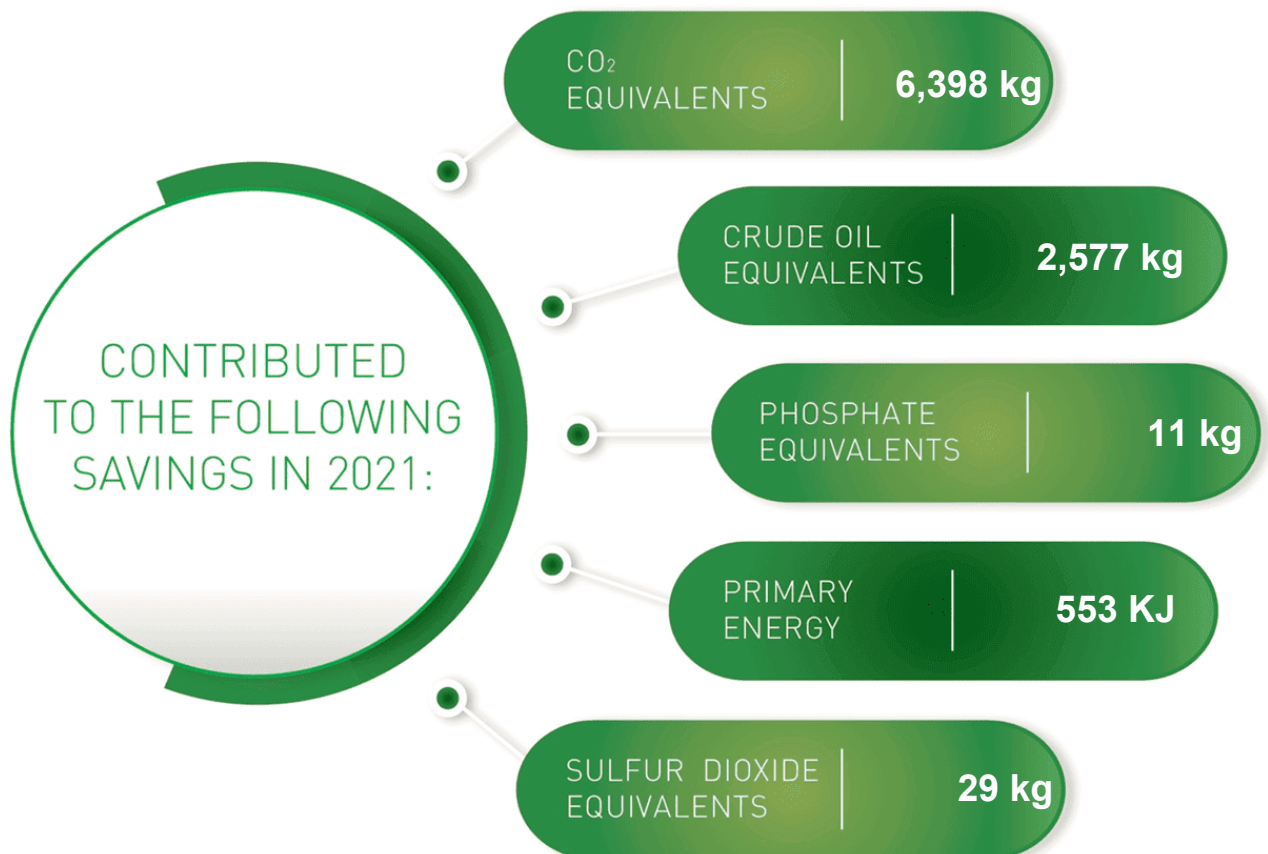 CONTRIBUTED
TO THE FOLLOWING
SAVINGS IN 2021:
CO₂
EQUIVALENTS
6,398 kg
CRUDE OIL
EQUIVALENTS
2,577 kg
PHOSPHATE
EQUIVALENTS
11 kg
PRIMARY
ENERGY
553 KJ
SULFUR DIOXIDE
EQUIVALENTS
29 kg